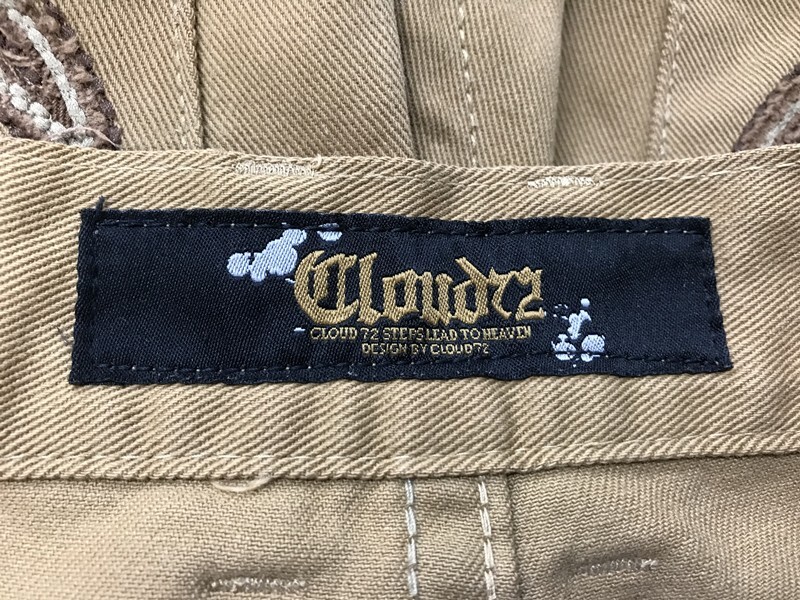 Cloud72
CLOUD 72 STEPS LEAD TO HEAVEN
DESIGN BY CLOUD72